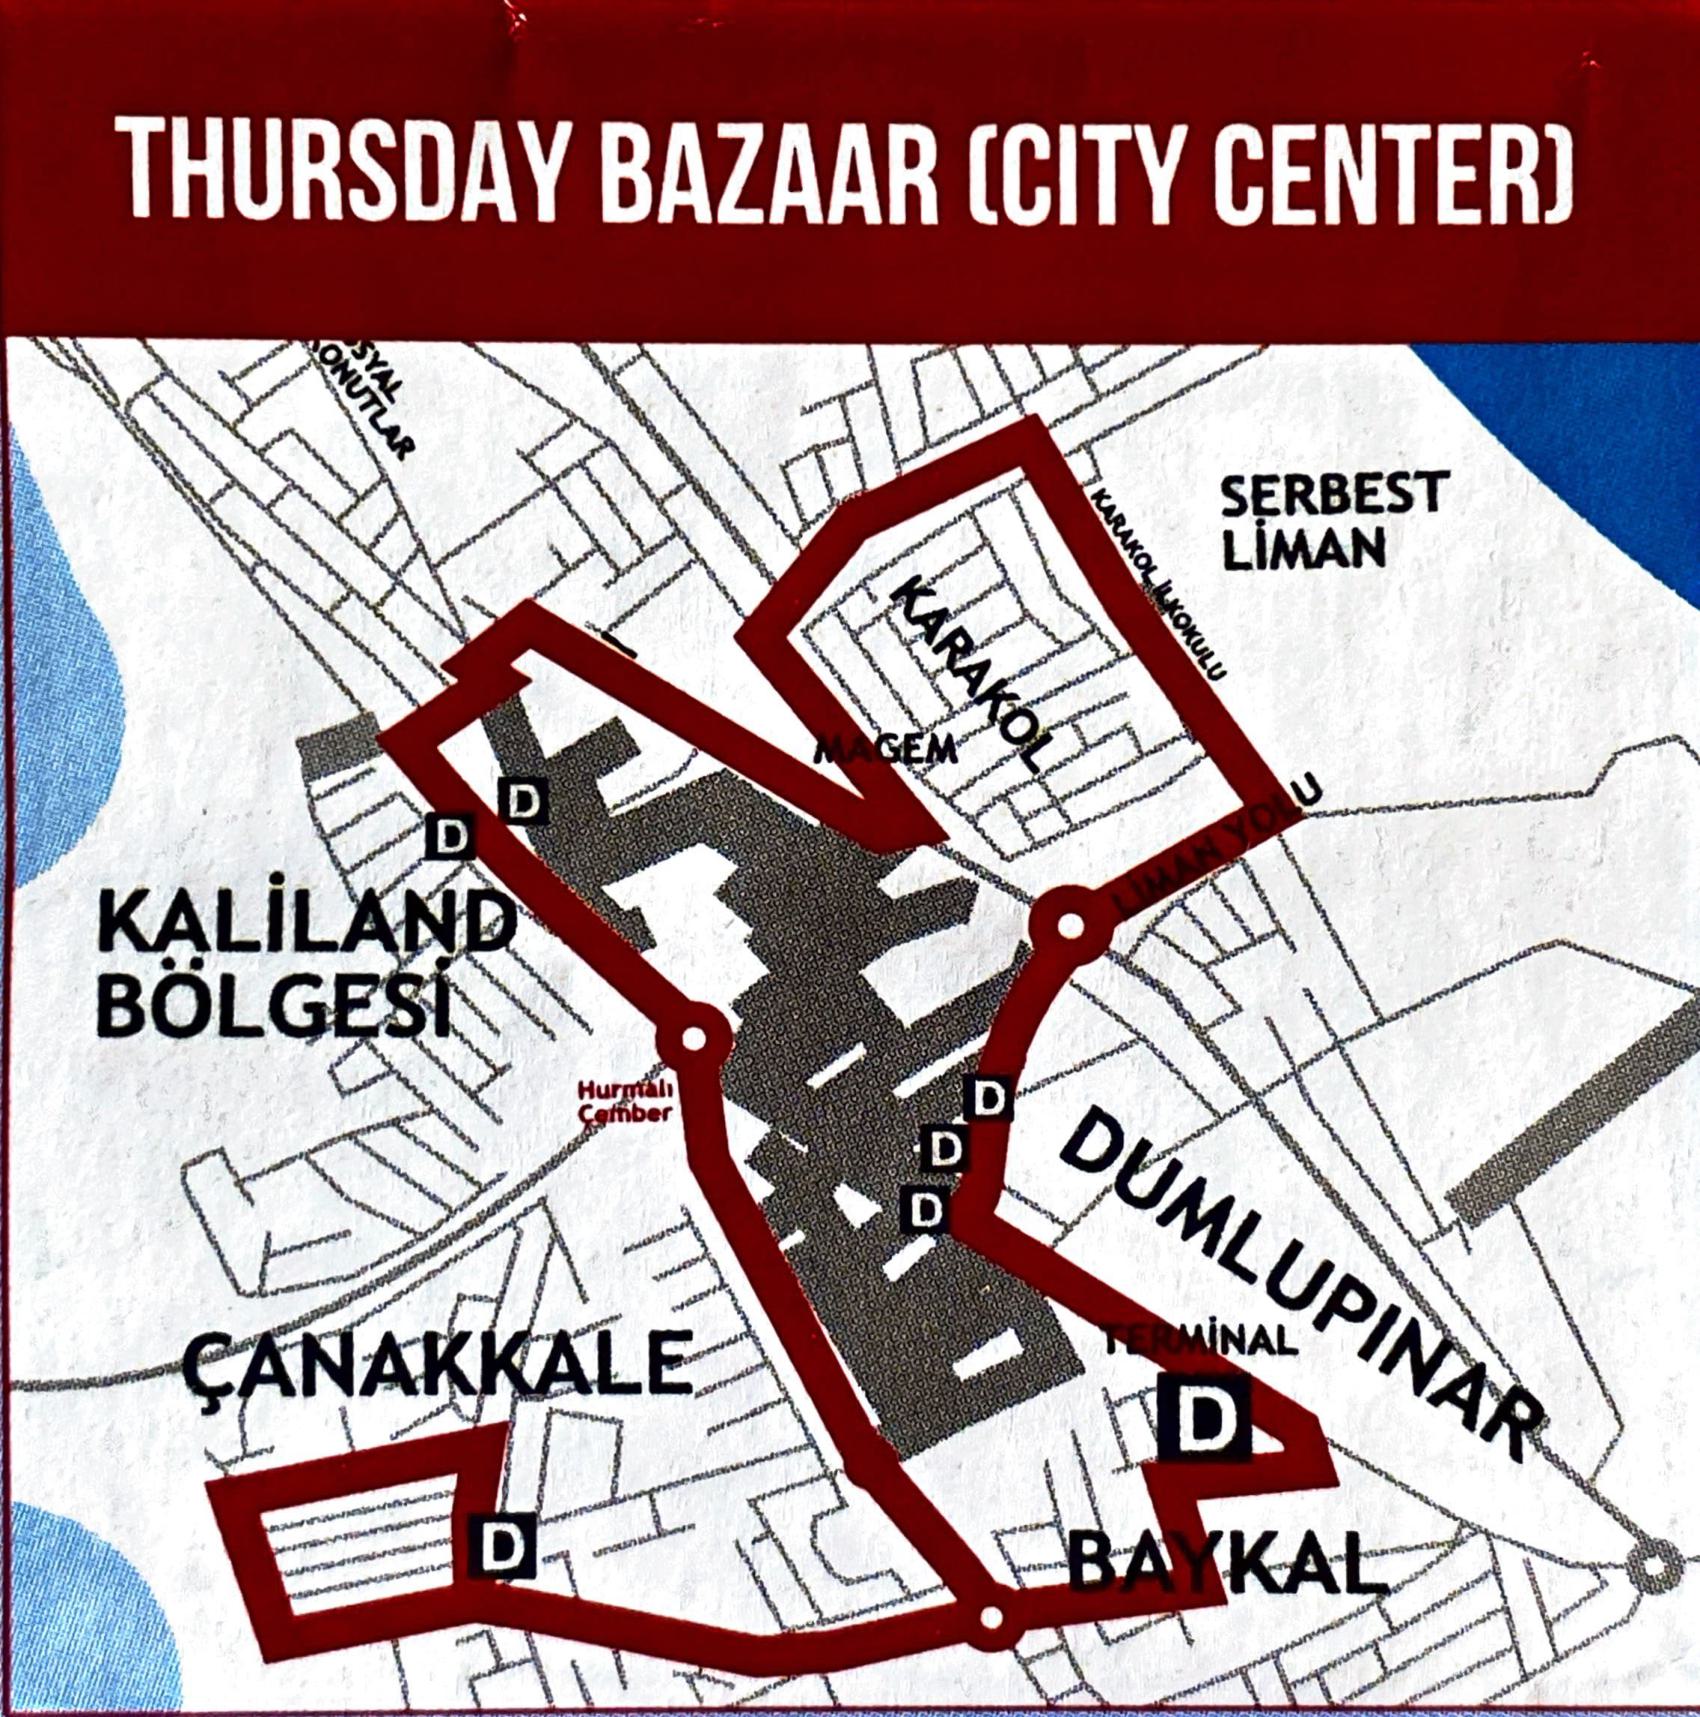 THURSDAY BAZAAR (CITY CENTER)
KONUTLAR
SERBEST
LİMAN
KARAKOL İLKOKULU
KARAKOL
MAGEM
LİMAN YOLU
D
D
KALİLAND
BÖLGESİ
Hurmalı
Çember
D
D
D
DUMLUPINAR
ÇANAKKALE
TERMİNAL
D
D
BAYKAL